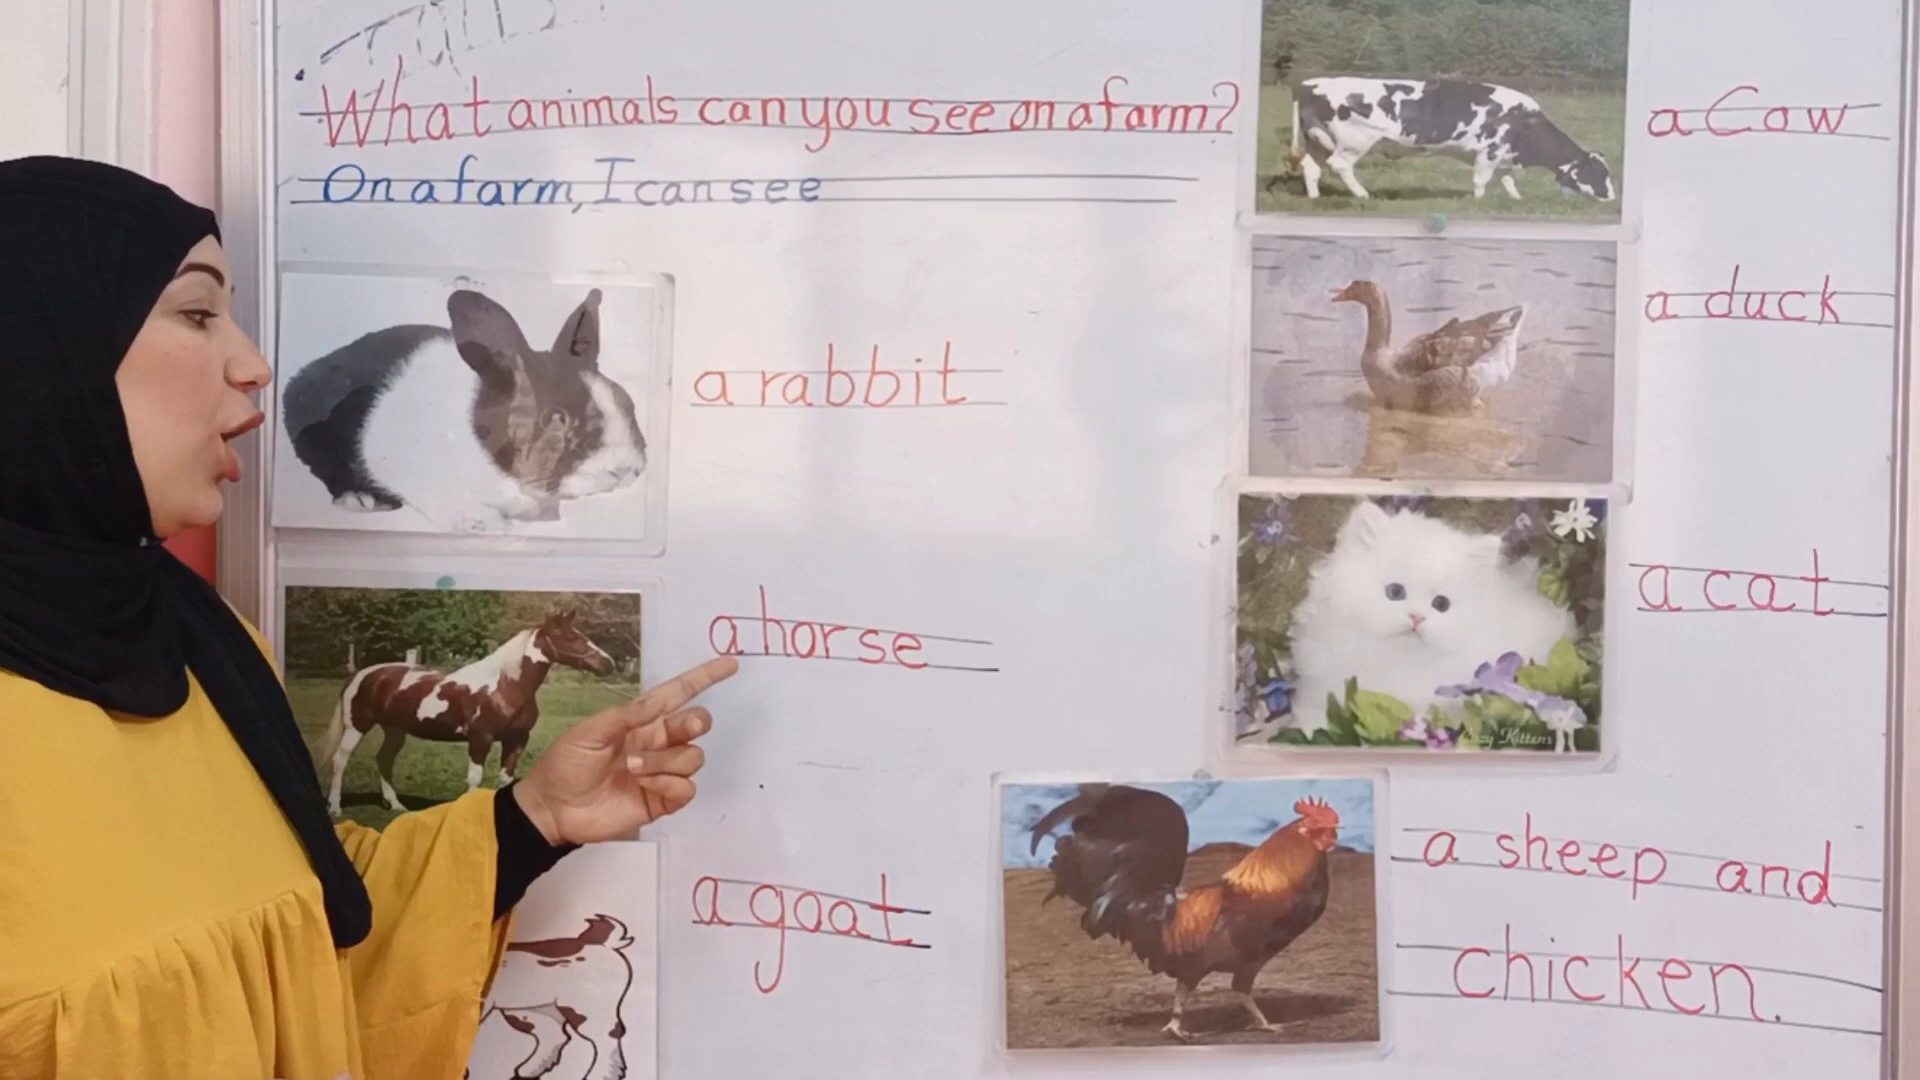 What animals can you see on a farm?
On a farm, I can see
a rabbit
a horse
a goat
a Cow
a duck
a cat
Kittens
a sheep and
chicken.